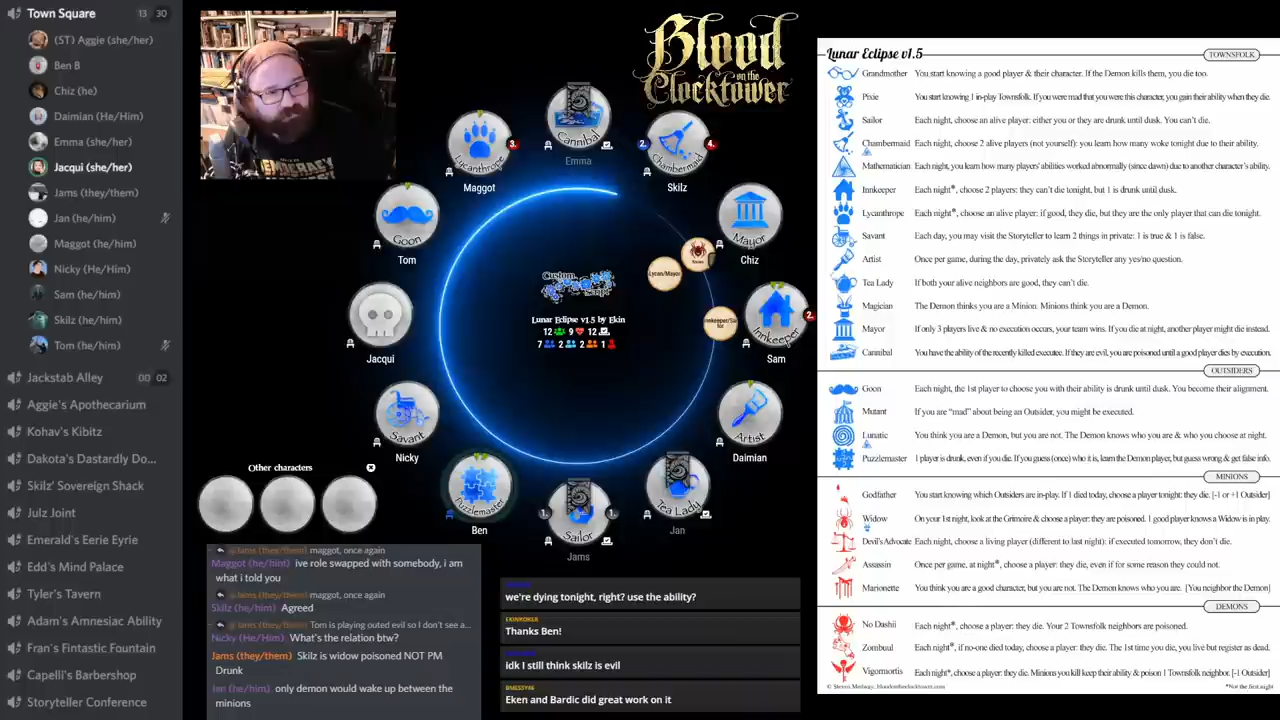 Town Square 13 30
(ST) Aggie (she/her)
Ben B
Chiz (he)
Damian (He/Him)
Emma (she/her)
Jacqui (she/her)
Jams (they/them)
Jan (he/him)
Maggot (he/him)
Nicky (He/Him)
Sam (he/him)
Skilz (he/him)
tom (he/him)
Jackstab Alley 00 02
Aggie's Apothecarium
Kohav's Kibitz
Dakota's Dastardly Do...
Skilz' Sovereign Shack
Julz Joint
Emerald's Eerie Eyrie
Edd's Mind Palace
Tyler's Tavern
Adam's Amnesiac Ability
Fran's Fintastic Fountain
Capell's Barbershop
Storyteller Conference
Blood
on the
Clocktower
Cannibal
Emma
Lycanthrope
3.
Maggot
2.
Chambermaid
4.
Skilz
Goon
Tom
Mayor
Chiz
Lycan/Mayor
Jacqui
Innkeeper
2.
Sam
Savant
Nicky
Artist
Daimian
Puzzlemaster
Ben
1.
Sailor
1.
Jams
Tea Lady
Jan
Custom
Script
Lunar Eclipse v1.5 by Ekin
12 9 12
7 2 2 1
Other characters
Jams (they/them) maggot, once again
Maggot (he/him) ive role swapped with somebody, i am
what i told you
Jams (they/them) maggot, once again
Skilz (he/him) Agreed
Jams (they/them) Tom is playing outed evil so I don't see a...
Nicky (He/Him) What's the relation btw?
Jams (they/them) Skilz is widow poisoned NOT PM
Drunk
Jan (he/him) only demon would wake up between the
minions
we're dying tonight, right? use the ability?
EKINROKER
Thanks Ben!
idk I still think skilz is evil
Eken and Baronic did great work on it
Lunar Eclipse v1.5
TOWNSFOLK
Grandmother You start knowing a good player & their character. If the Demon kills them, you die too.
Pixie You start knowing 1 in-play Townsfolk. If you were mad that you were this character, you gain their ability when they die.
Sailor Each night, choose an alive player: either you or they are drunk until dusk. You can't die.
Chambermaid Each night, choose 2 alive players (not yourself): you learn how many woke tonight due to their ability.
Mathematician Each night, you learn how many players' abilities worked abnormally (since dawn) due to another character's ability.
Innkeeper Each night*, choose 2 players: they can't die tonight, but 1 is drunk until dusk.
Lycanthrope Each night*, choose an alive player: if good, they die, but they are the only player that can die tonight.
Savant Each day, you may visit the Storyteller to learn 2 things in private: 1 is true & 1 is false.
Artist Once per game, during the day, privately ask the Storyteller any yes/no question.
Tea Lady If both your alive neighbors are good, they can't die.
Magician The Demon thinks you are a Minion. Minions think you are a Demon.
Mayor If only 3 players live & no execution occurs, your team wins. If you die at night, another player might die instead.
Cannibal You have the ability of the recently killed executee. If they are evil, you are poisoned until a good player dies by execution.
OUTSIDERS
Goon Each night, the 1st player to choose you with their ability is drunk until dusk. You become their alignment.
Mutant If you are "mad" about being an Outsider, you might be executed.
Lunatic You think you are a Demon, but you are not. The Demon knows who you are & who you choose at night.
Puzzlemaster 1 player is drunk, even if you die. If you guess (once) who it is, learn the Demon player, but guess wrong & get false info.
MINIONS
Godfather You start knowing which Outsiders are in-play. If 1 died today, choose a player tonight: they die. [-1 or +1 Outsider]
Widow On your 1st night, look at the Grimoire & choose a player: they are poisoned. 1 good player knows a Widow is in play.
Devil's Advocate Each night, choose a living player (different to last night): if executed tomorrow, they don't die.
Assassin Once per game, at night*, choose a player: they die, even if for some reason they could not.
Marionette You think you are a good character, but you are not. The Demon knows who you are. [You neighbor the Demon]
DEMONS
No Dashii Each night*, choose a player: they die. Your 2 Townsfolk neighbors are poisoned.
Zombuul Each night*, if no-one died today, choose a player: they die. The 1st time you die, you live but register as dead.
Vigormortis Each night*, choose a player: they die. Minions you kill keep their ability & poison 1 Townsfolk neighbor. [-1 Outsider]
© Steven Medway, bloodontheclocktower.com
*Not the first night